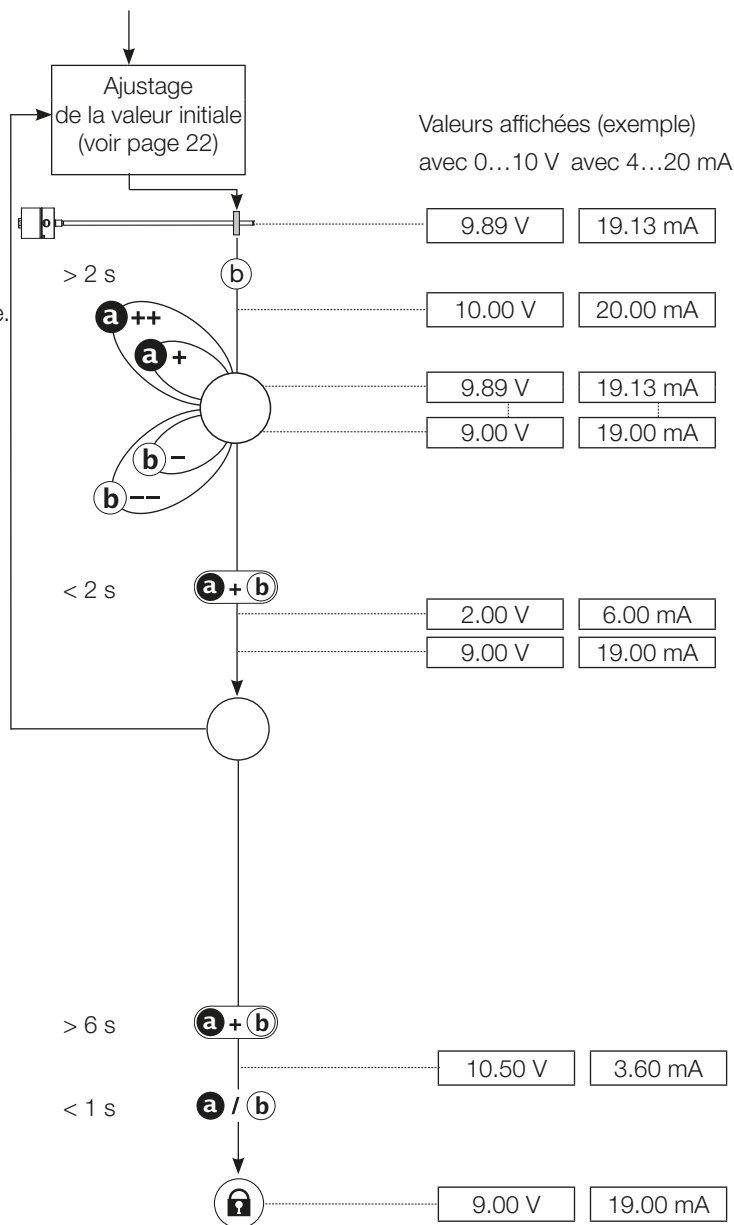 Ajustage
de la valeur initiale
(voir page 22)
Valeurs affichées (exemple)
avec 0…10 V avec 4…20 mA
9.89 V 19.13 mA
> 2 s b
e.
10.00 V 20.00 mA
a ++
a +
9.89 V 19.13 mA
9.00 V 19.00 mA
b -
b --
< 2 s a + b
2.00 V 6.00 mA
9.00 V 19.00 mA
> 6 s a + b
10.50 V 3.60 mA
< 1 s a / b
9.00 V 19.00 mA